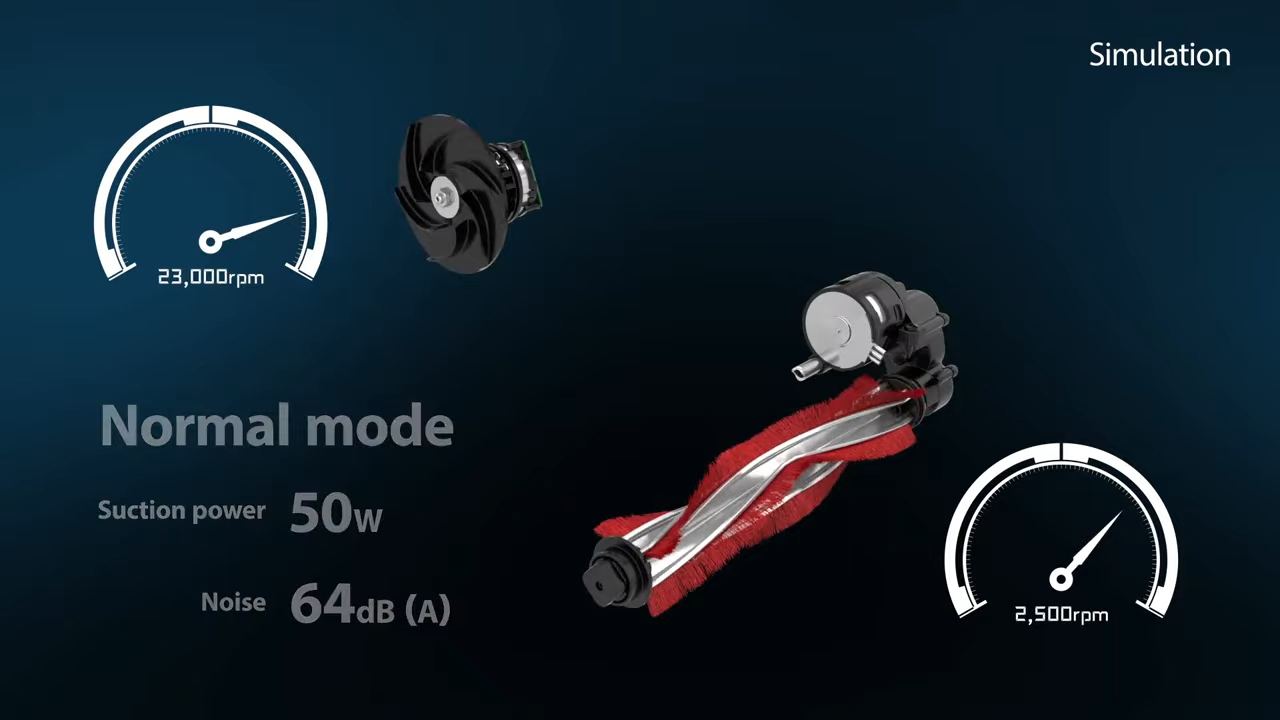 Simulation
23,000rpm
Normal mode
Suction power 50W
Noise 64dB (A)
2,500rpm